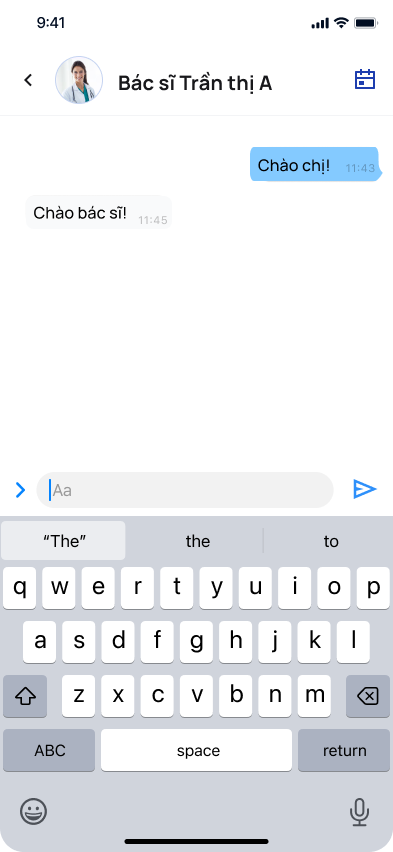 9:41
Bác sĩ Trần thị A
Chào chị! 11:43
Chào bác sĩ! 11:45
Aa
“The” the to
q w e r t y u i o p
a s d f g h j k l
z x c v b n m
ABC space return